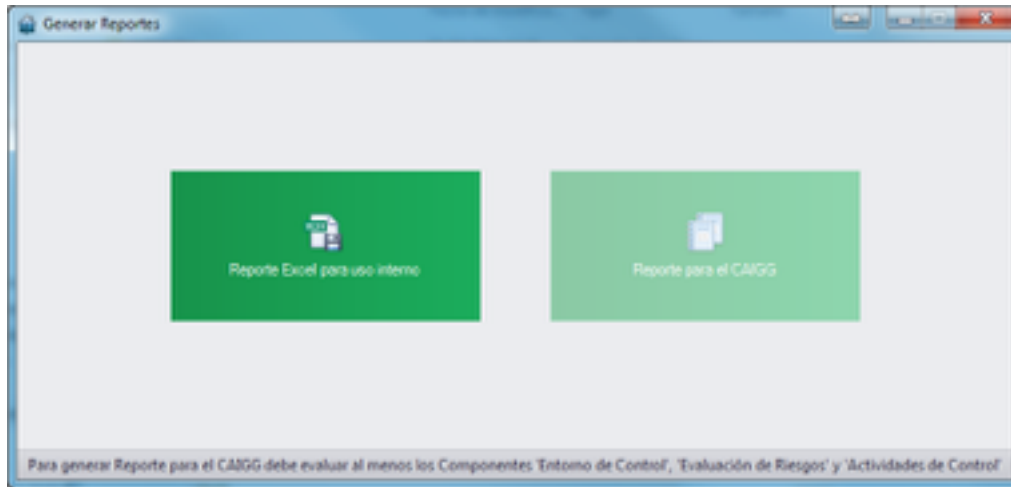 Generar Reportes
Reporte Excel para uso interno
Reporte para el CAIGG
Para generar Reporte para el CAIGG debe evaluar al menos los Componentes 'Entorno de Control', 'Evaluación de Riesgos' y 'Actividades de Control'